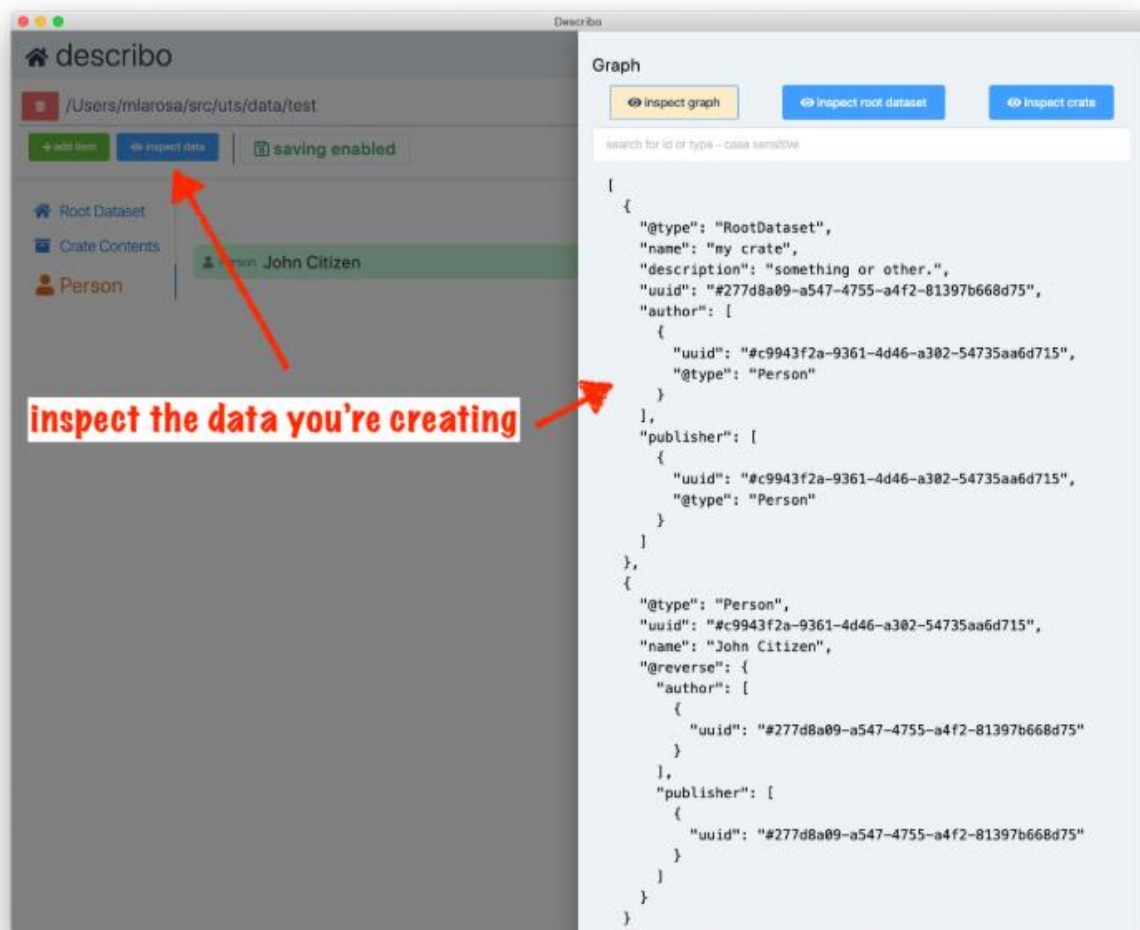 Describo
describo
/Users/mlarosa/src/uts/data/test
+ add item
inspect data
saving enabled
Root Dataset
Crate Contents
Person
Person John Citizen
inspect the data you're creating
Graph
inspect graph
inspect root dataset
inspect crate
search for id or type - case sensitive
[
{
"@type": "RootDataset",
"name": "my crate",
"description": "something or other.",
"uuid": "#277d8a09-a547-4755-a4f2-81397b668d75",
"author": [
{
"uuid": "#c9943f2a-9361-4d46-a302-54735aa6d715",
"@type": "Person"
}
],
"publisher": [
{
"uuid": "#c9943f2a-9361-4d46-a302-54735aa6d715",
"@type": "Person"
}
]
},
{
"@type": "Person",
"uuid": "#c9943f2a-9361-4d46-a302-54735aa6d715",
"name": "John Citizen",
"@reverse": {
"author": [
{
"uuid": "#277d8a09-a547-4755-a4f2-81397b668d75"
}
],
"publisher": [
{
"uuid": "#277d8a09-a547-4755-a4f2-81397b668d75"
}
]
}
}